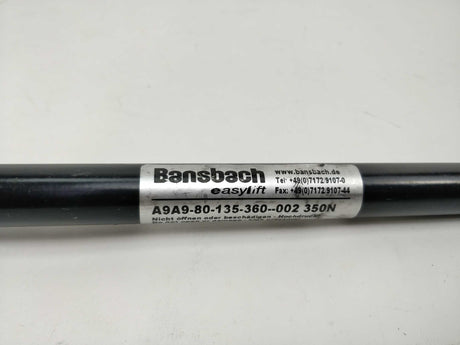 Bansbach
easylift
www.bansbach.de
Tel: +49(0)7172 9107-0
Fax: +49(0)7172 9107-44
A9A9-80-135-360--002 350N
Nicht öffnen oder beschädigen - Hochdruck!